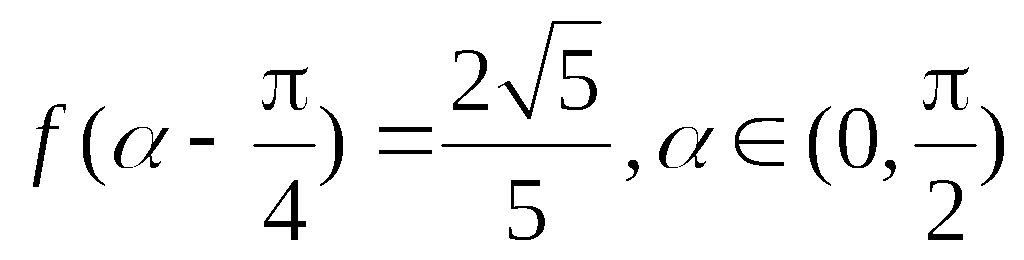 f(α - π/4) = 2√5/5, α ∈ (0, π/2)